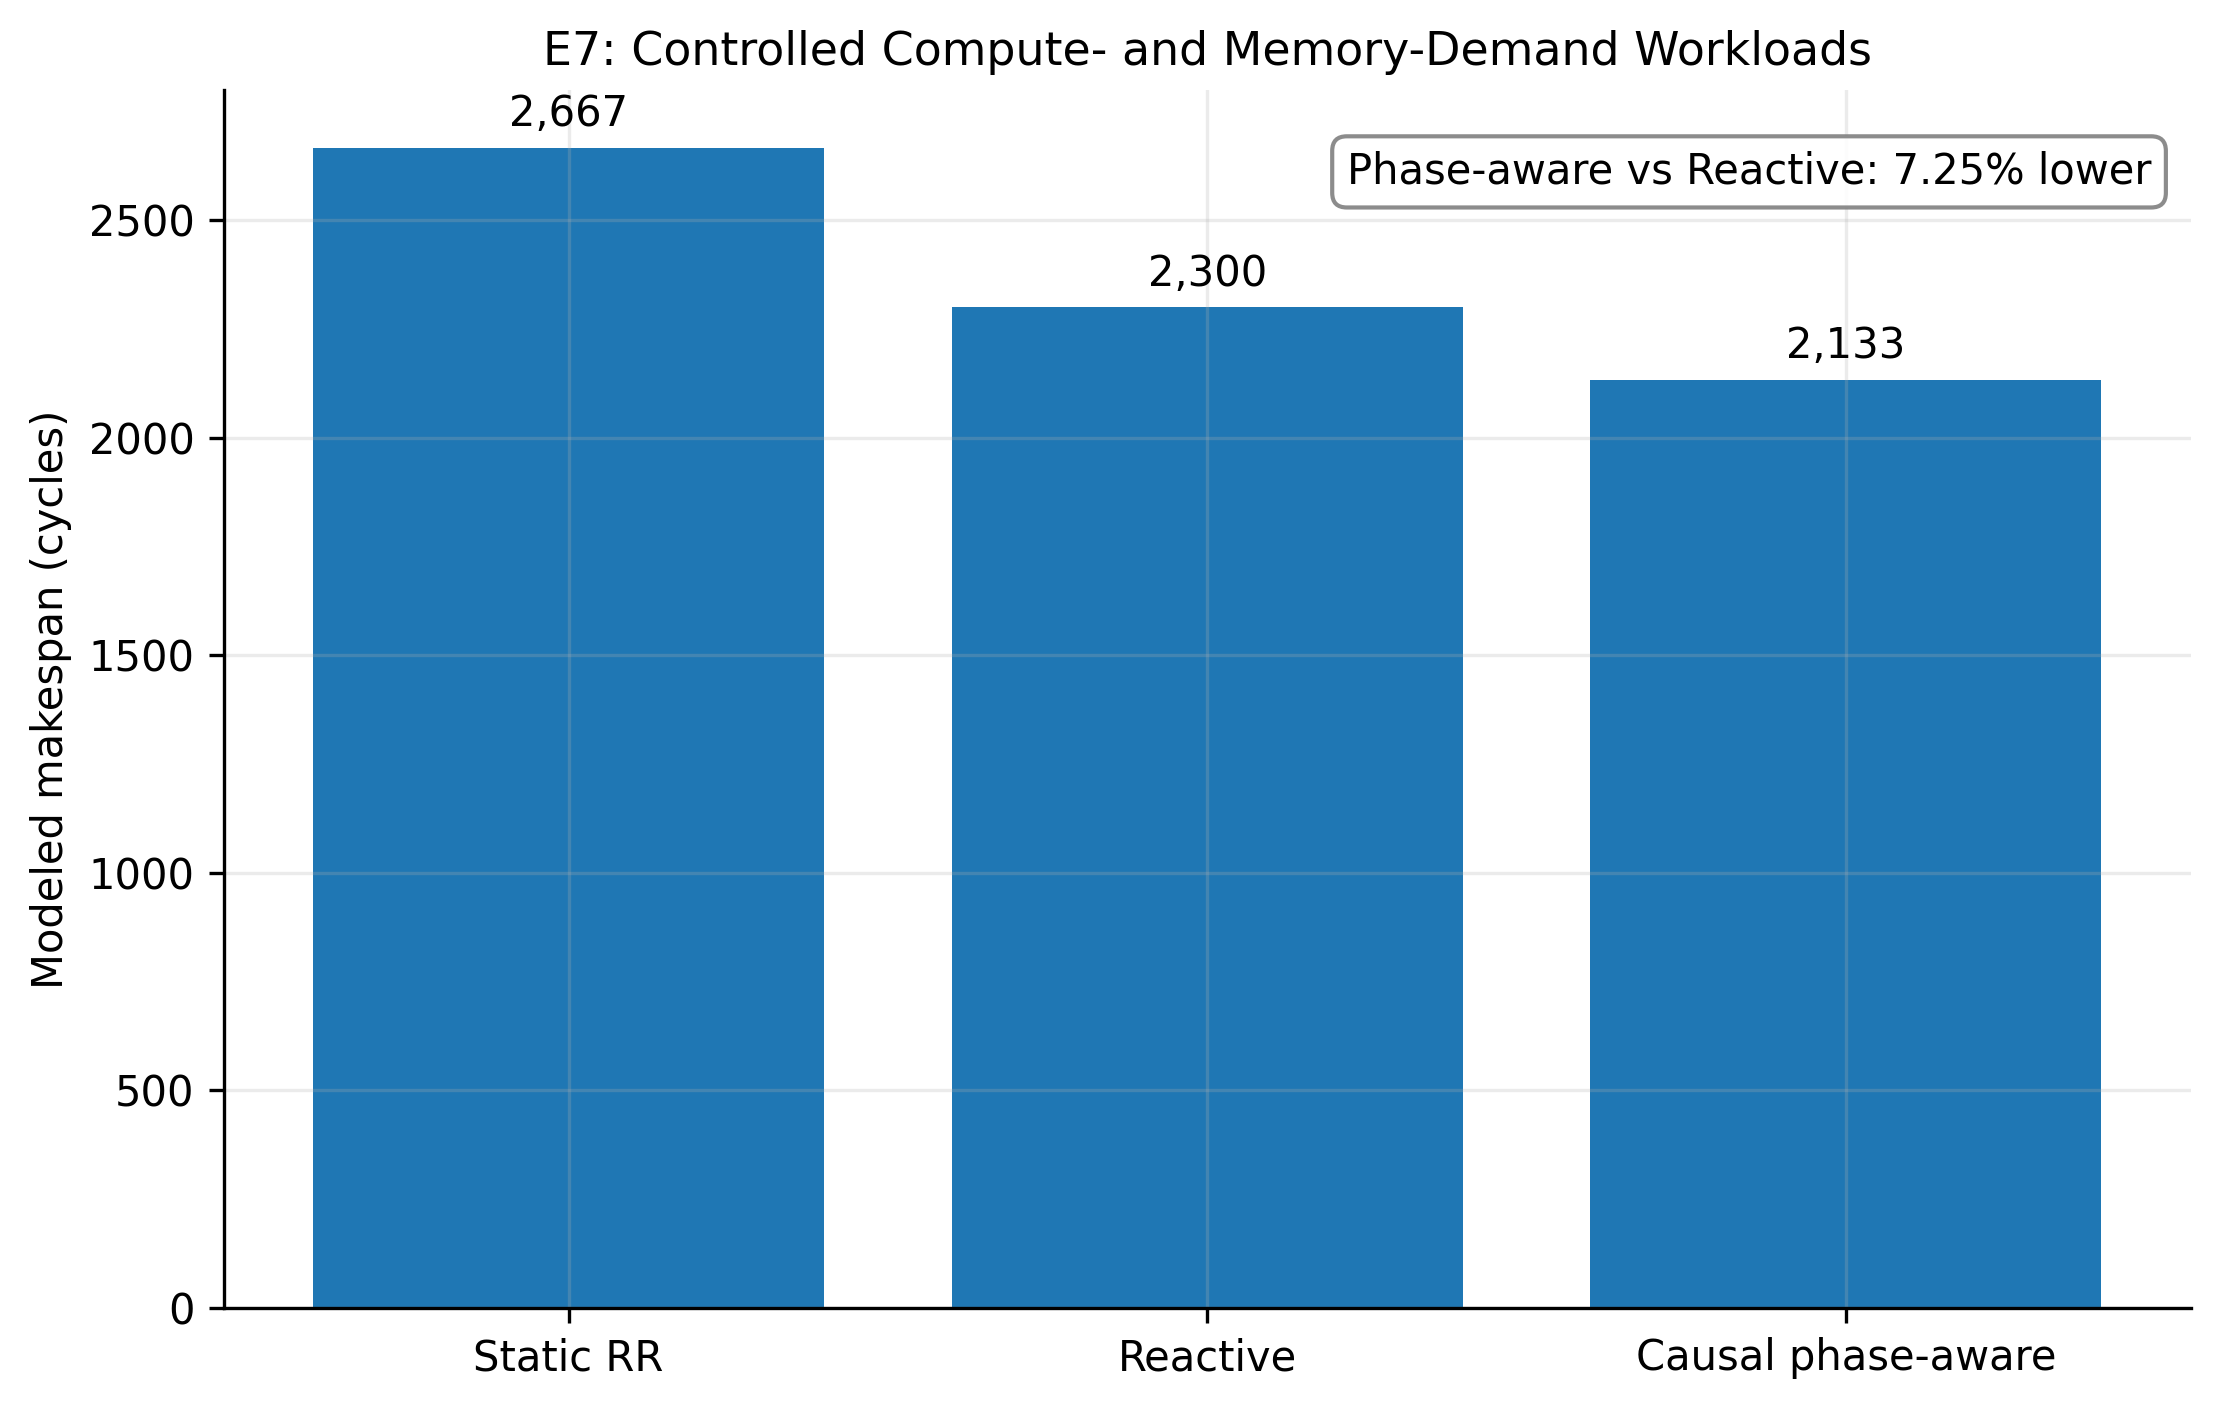 E7: Controlled Compute- and Memory-Demand Workloads
2,667
Phase-aware vs Reactive: 7.25% lower
2,300
2,133
Modeled makespan (cycles)
2500
2000
1500
1000
500
0
Static RR
Reactive
Causal phase-aware